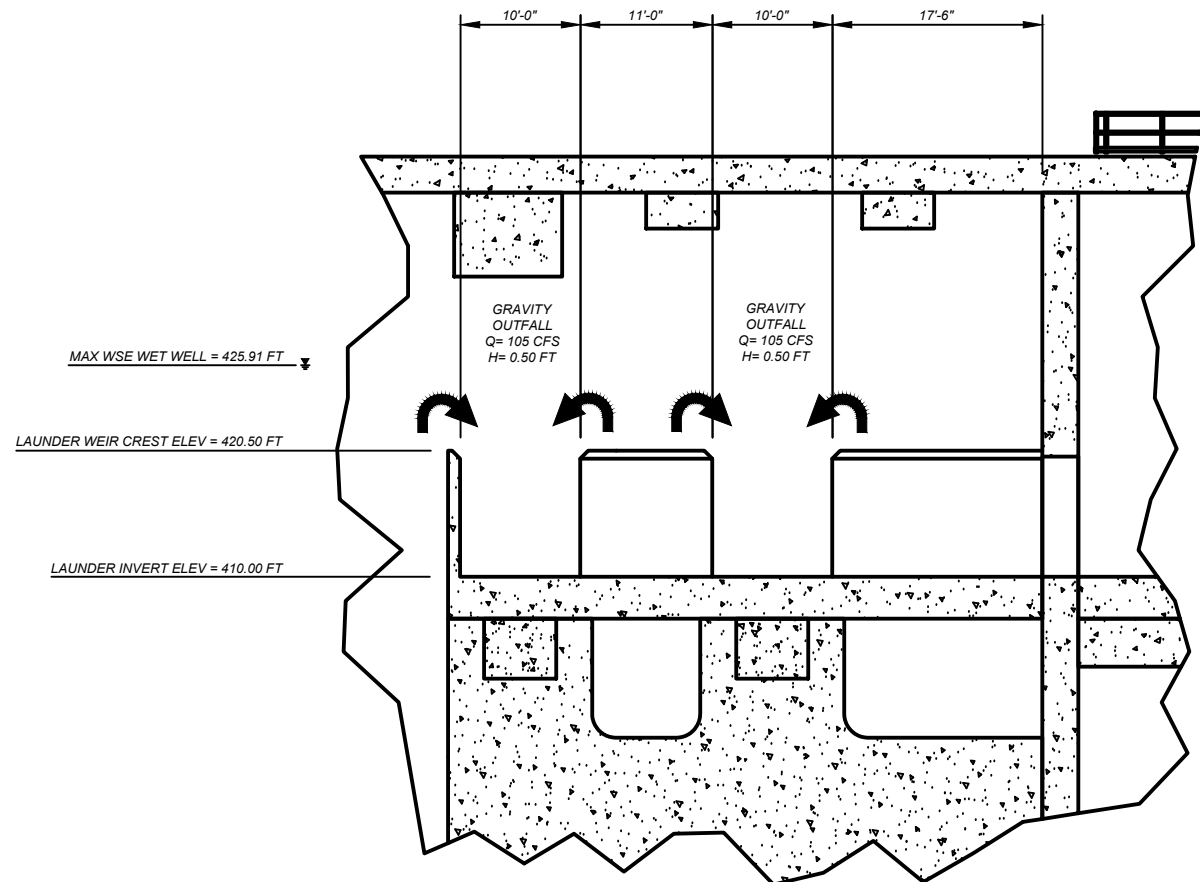 10'-0"
11'-0"
10'-0"
17'-6"
GRAVITY
OUTFALL
Q= 105 CFS
H= 0.50 FT
GRAVITY
OUTFALL
Q= 105 CFS
H= 0.50 FT
MAX WSE WET WELL = 425.91 FT
LAUNDER WEIR CREST ELEV = 420.50 FT
LAUNDER INVERT ELEV = 410.00 FT